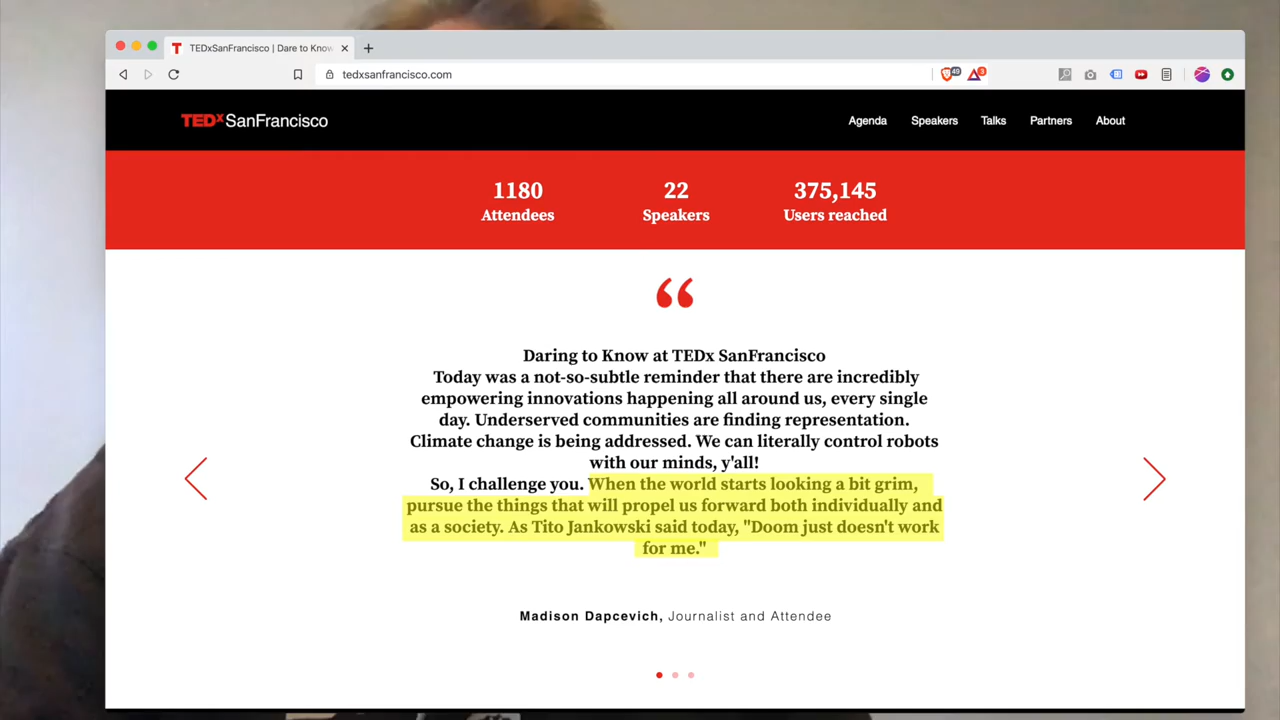 TEDxSanFrancisco | Dare to Know
tedxsanfrancisco.com
49
3
TEDxSanFrancisco
Agenda Speakers Talks Partners About
1180 22 375,145
Attendees Speakers Users reached
“
Daring to Know at TEDx SanFrancisco
Today was a not-so-subtle reminder that there are incredibly
empowering innovations happening all around us, every single
day. Underserved communities are finding representation.
Climate change is being addressed. We can literally control robots
with our minds, y'all!
So, I challenge you. When the world starts looking a bit grim,
pursue the things that will propel us forward both individually and
as a society. As Tito Jankowski said today, "Doom just doesn't work
for me."
Madison Dapcevich, Journalist and Attendee